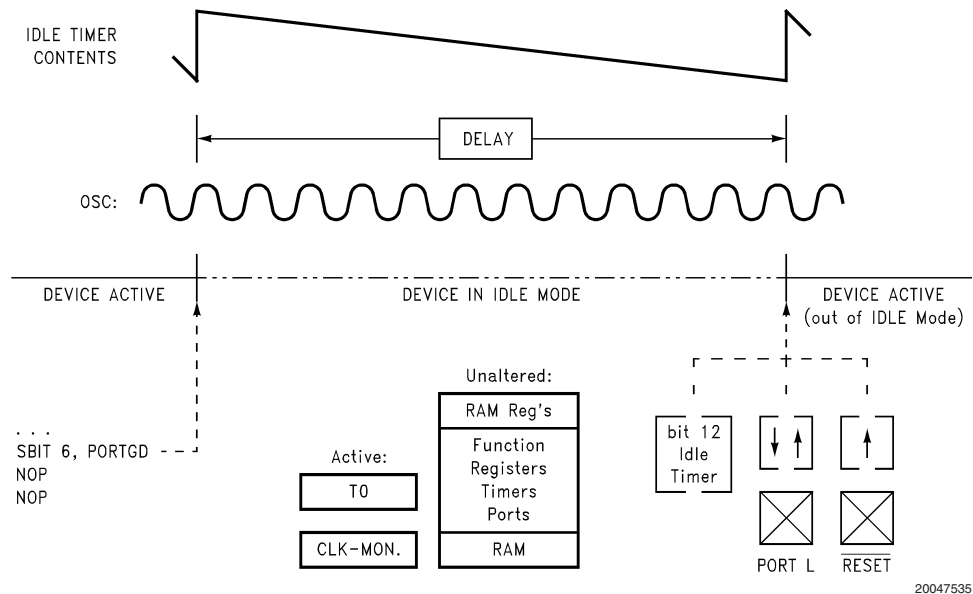 IDLE TIMER
CONTENTS
DELAY
OSC:
DEVICE ACTIVE
DEVICE IN IDLE MODE
DEVICE ACTIVE
(out of IDLE Mode)
. . .
SBIT 6, PORTGD
NOP
NOP
Active:
T0
CLK-MON.
Unaltered:
RAM Reg's
Function
Registers
Timers
Ports
RAM
bit 12
Idle
Timer
PORT L
RESET
20047535